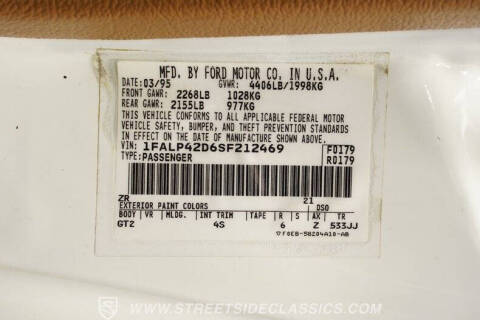 MFD. BY FORD MOTOR CO. IN U.S.A.
DATE: 03/95 GVWR: 4406LB/1998KG
FRONT GAWR: 2268LB 1028KG
REAR GAWR: 2155LB 977KG
THIS VEHICLE CONFORMS TO ALL APPLICABLE FEDERAL MOTOR
VEHICLE SAFETY, BUMPER, AND THEFT PREVENTION STANDARDS
IN EFFECT ON THE DATE OF MANUFACTURE SHOWN ABOVE.
VIN: 1FALP42D6SF212469 F0179
TYPE: PASSENGER R0179
ZR 21
EXTERIOR PAINT COLORS DSO
BODY VR MLDG. INT TRIM TAPE R S AX TR
GT2 4S 6 Z 533JJ
▽F0EB-58204A10-AB
WWW.STREETSIDECLASSICS.COM